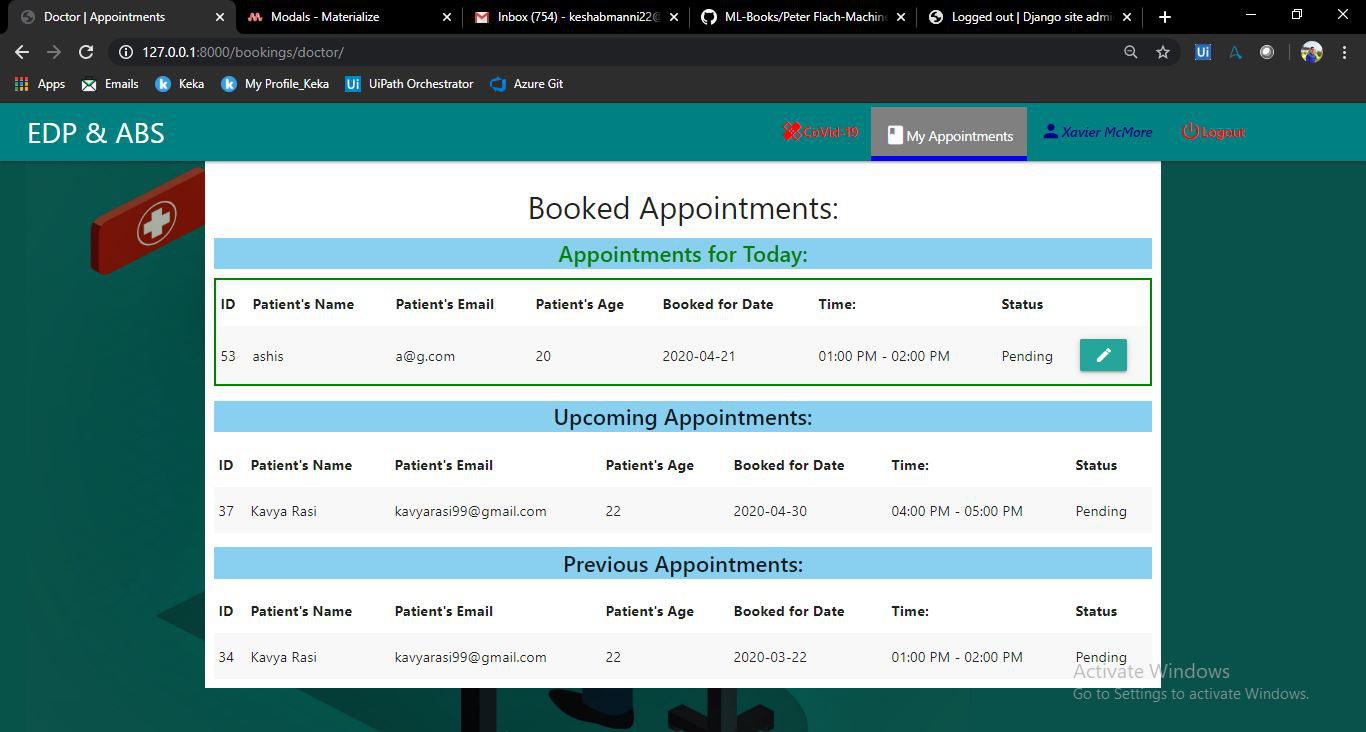 Doctor | Appointments
Modals - Materialize
Inbox (754) - keshabmanni22@
ML-Books/Peter Flach-Machine
Logged out | Django site admi
127.0.0.1:8000/bookings/doctor/
Ui
Apps
Emails
Keka
My Profile_Keka
Ui UiPath Orchestrator
Azure Git
EDP & ABS
CoVid-19
My Appointments
Xavier McMore
Logout
Booked Appointments:
Appointments for Today:
ID Patient's Name Patient's Email Patient's Age Booked for Date Time: Status
53 ashis a@g.com 20 2020-04-21 01:00 PM - 02:00 PM Pending
Upcoming Appointments:
ID Patient's Name Patient's Email Patient's Age Booked for Date Time: Status
37 Kavya Rasi kavyarasi99@gmail.com 22 2020-04-30 04:00 PM - 05:00 PM Pending
Previous Appointments:
ID Patient's Name Patient's Email Patient's Age Booked for Date Time: Status
34 Kavya Rasi kavyarasi99@gmail.com 22 2020-03-22 01:00 PM - 02:00 PM Pending
Activate Windows
Go to Settings to activate Windows.